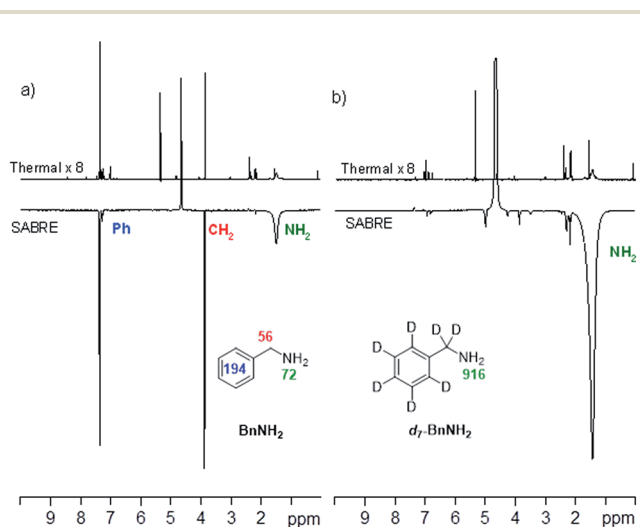 a)
Thermal x 8
SABRE
Ph
CH2
NH2
56
194
NH2
72
BnNH2
9 8 7 6 5 4 3 2 ppm
b)
Thermal x 8
SABRE
NH2
D
D D
D
NH2
916
D
D
D
d7-BnNH2
9 8 7 6 5 4 3 2 ppm